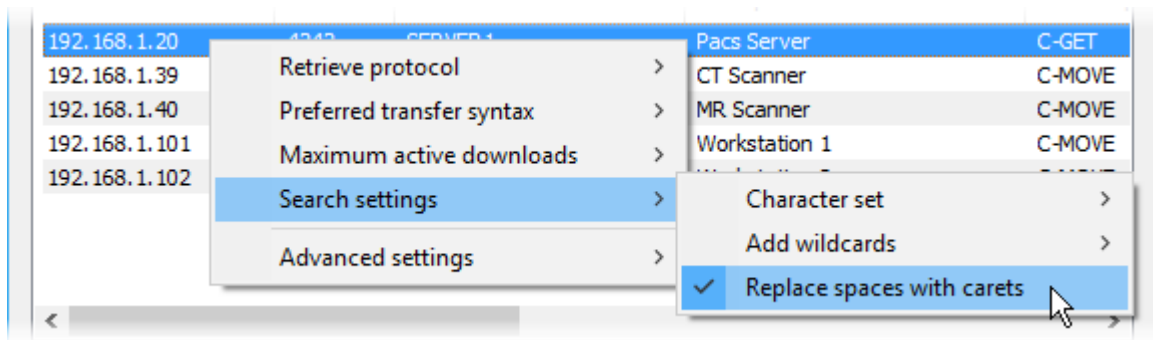 192.168.1.20 4242 SERVER1 Pacs Server C-GET
192.168.1.39 CT Scanner C-MOVE
192.168.1.40 MR Scanner C-MOVE
192.168.1.101 Workstation 1 C-MOVE
192.168.1.102
Retrieve protocol
Preferred transfer syntax
Maximum active downloads
Search settings
Advanced settings
Character set
Add wildcards
Replace spaces with carets